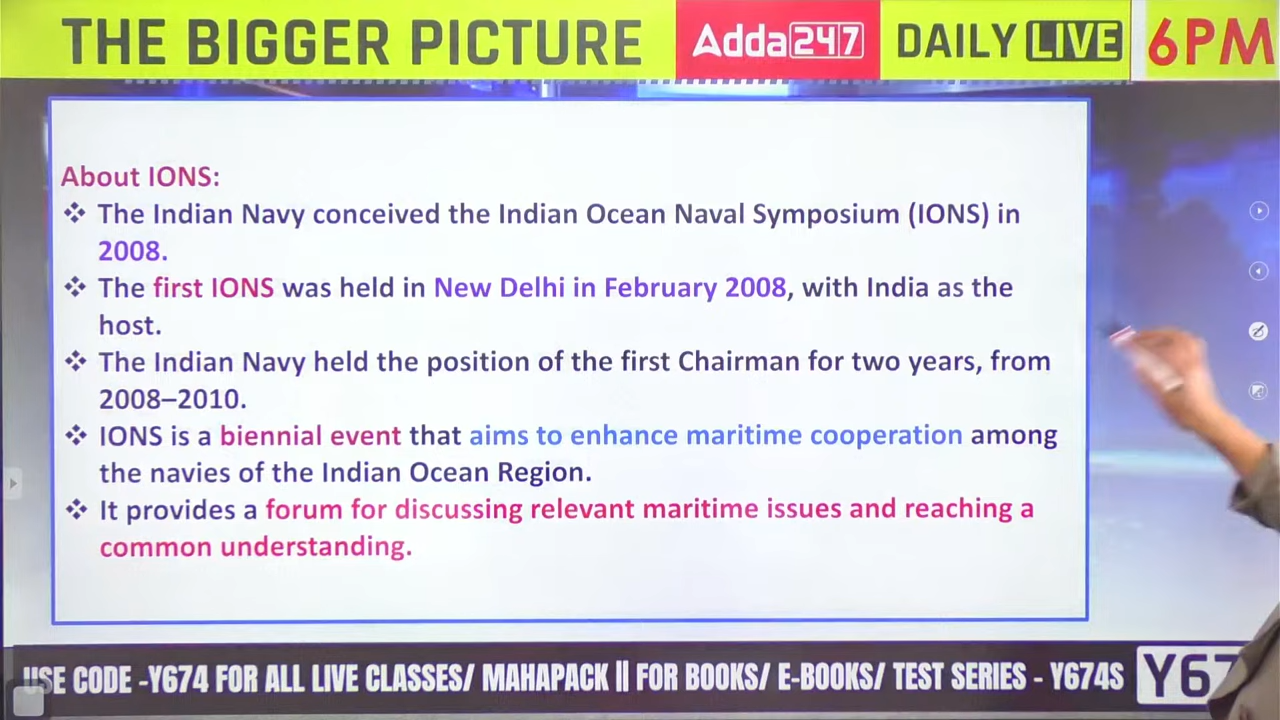 THE BIGGER PICTURE Adda247 DAILY LIVE 6PM
About IONS:
❖ The Indian Navy conceived the Indian Ocean Naval Symposium (IONS) in
2008.
❖ The first IONS was held in New Delhi in February 2008, with India as the
host.
❖ The Indian Navy held the position of the first Chairman for two years, from
2008–2010.
❖ IONS is a biennial event that aims to enhance maritime cooperation among
the navies of the Indian Ocean Region.
❖ It provides a forum for discussing relevant maritime issues and reaching a
common understanding.
USE CODE -Y674 FOR ALL LIVE CLASSES/ MAHAPACK || FOR BOOKS/ E-BOOKS/ TEST SERIES - Y674S